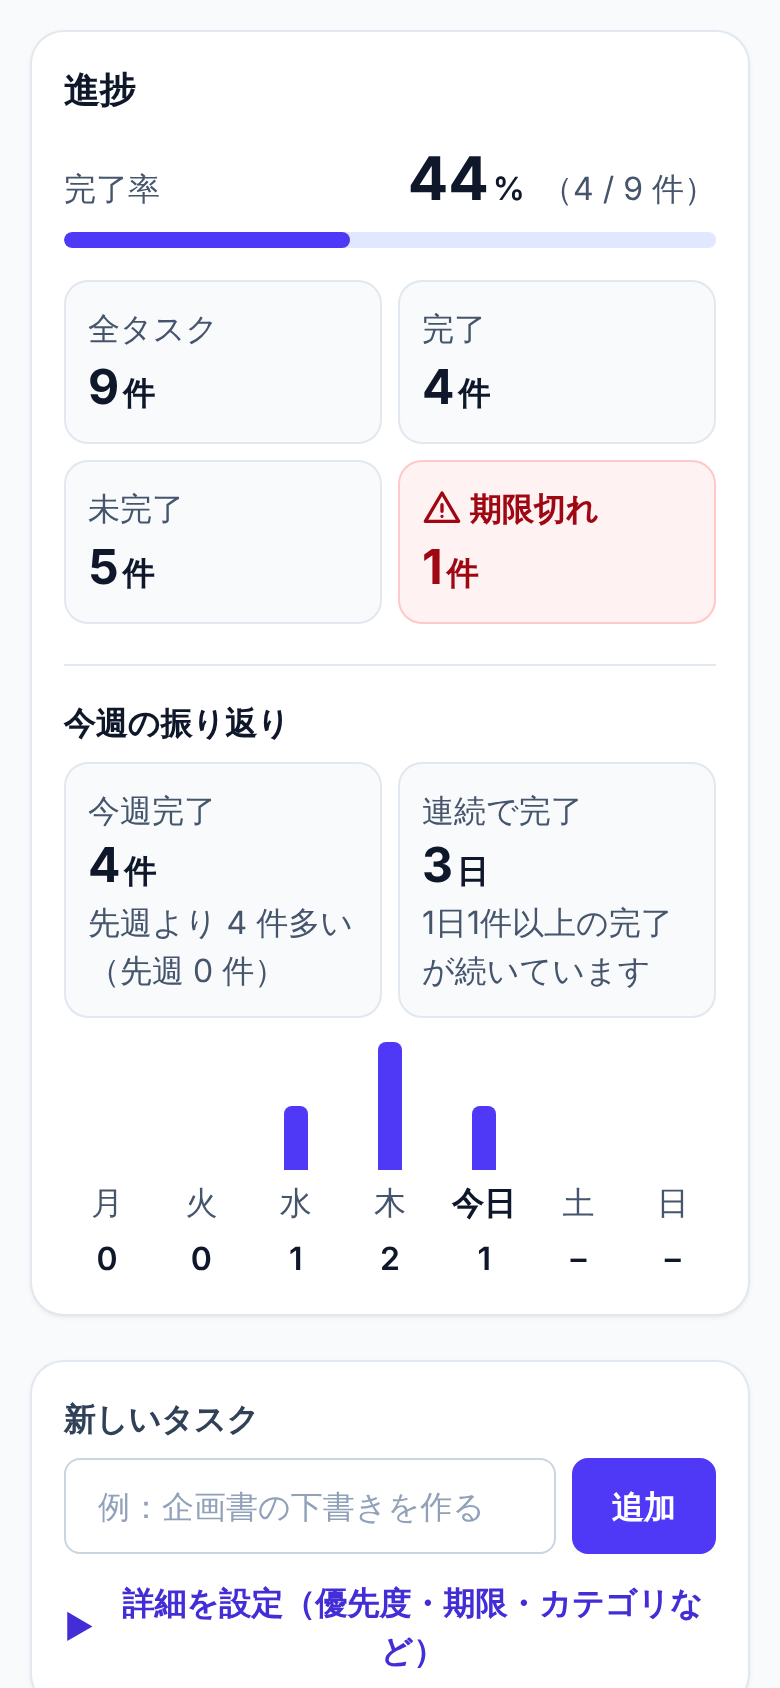 進捗
完了率 44% （4 / 9 件）
全タスク
9件
完了
4件
未完了
5件
期限切れ
1件
今週の振り返り
今週完了
4件
先週より 4 件多い
（先週 0 件）
連続で完了
3日
1日1件以上の完了
が続いています
月 火 水 木 今日 土 日
0 0 1 2 1 – –
新しいタスク
例：企画書の下書きを作る 追加
▶ 詳細を設定（優先度・期限・カテゴリな
ど）